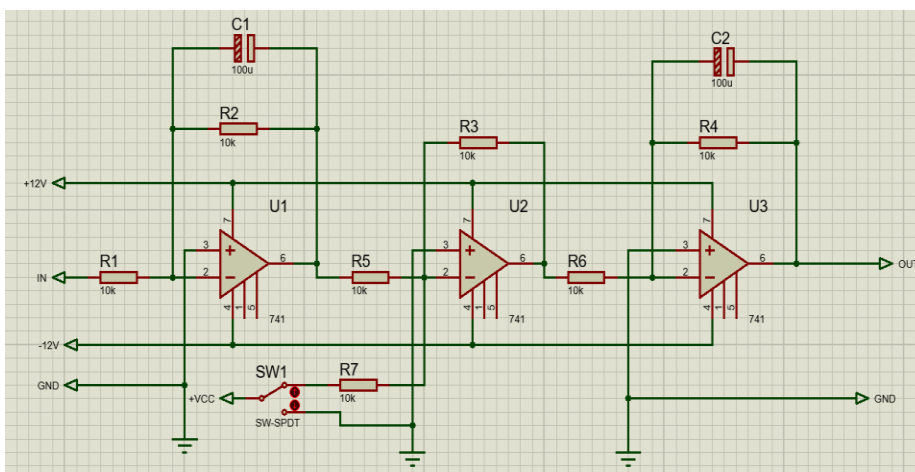 C1
100u
R2
10k
C2
100u
R4
10k
R3
10k
+12V
U1
U2
U3
7
7
7
3
2
6
3
2
6
3
2
6
4
1
5
4
1
5
4
1
5
741
741
741
IN
R1
10k
R5
10k
R6
10k
OUT
-12V
GND
+VCC
SW1
SW-SPDT
R7
10k
GND